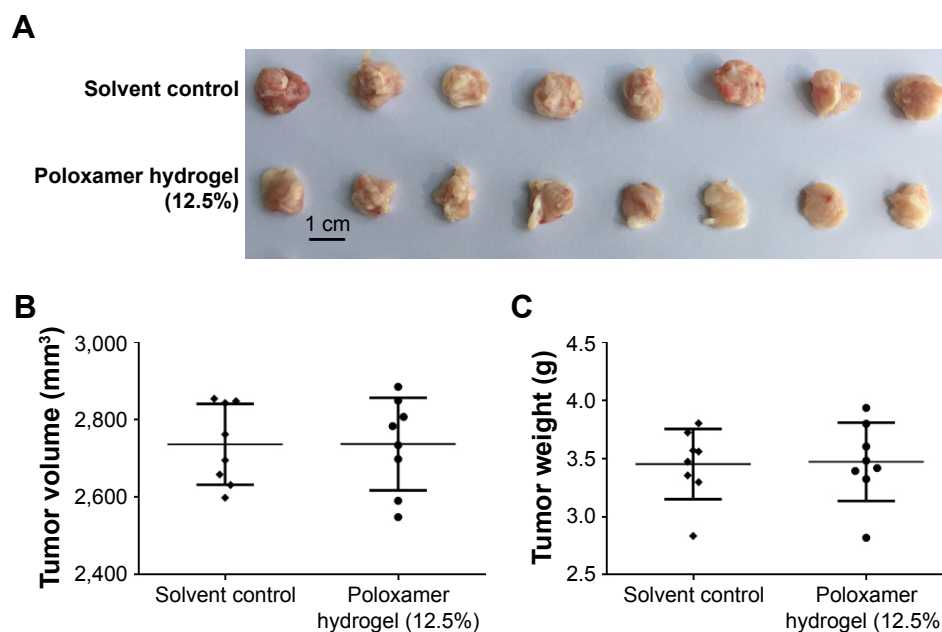 A
Solvent control
Poloxamer hydrogel
(12.5%)
1 cm
B
Tumor volume (mm³)
3,000
2,800
2,600
2,400
Solvent control
Poloxamer
hydrogel (12.5%)
C
Tumor weight (g)
4.5
4.0
3.5
3.0
2.5
Solvent control
Poloxamer
hydrogel (12.5%